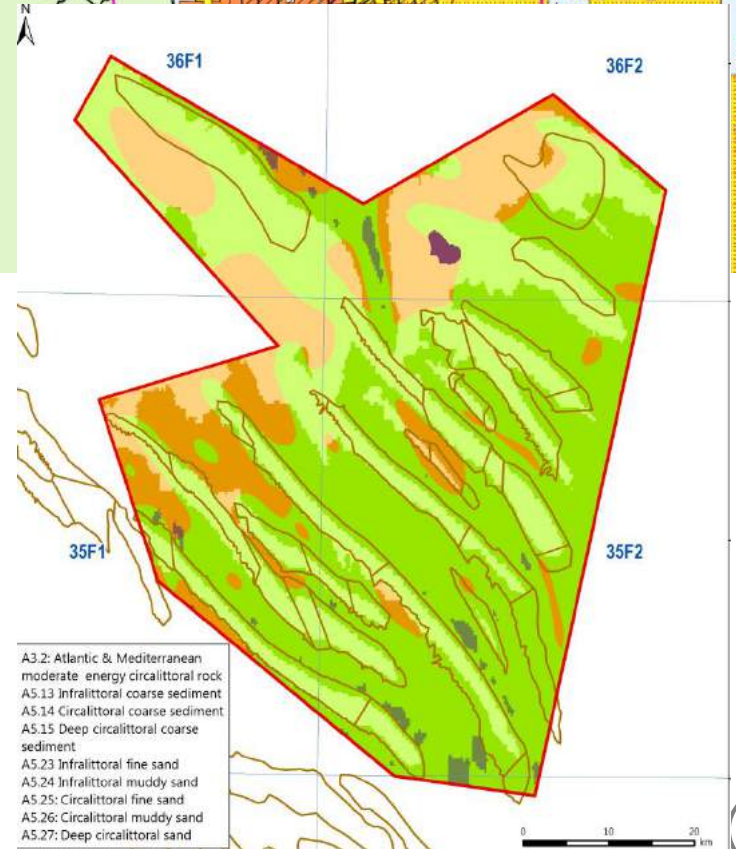 N
36F1
36F2
35F1
35F2
A3.2: Atlantic & Mediterranean
moderate energy circalittoral rock
A5.13 Infralittoral coarse sediment
A5.14 Circalittoral coarse sediment
A5.15 Deep circalittoral coarse
sediment
A5.23 Infralittoral fine sand
A5.24 Infralittoral muddy sand
A5.25: Circalittoral fine sand
A5.26: Circalittoral muddy sand
A5.27: Deep circalittoral sand
0 10 20
km